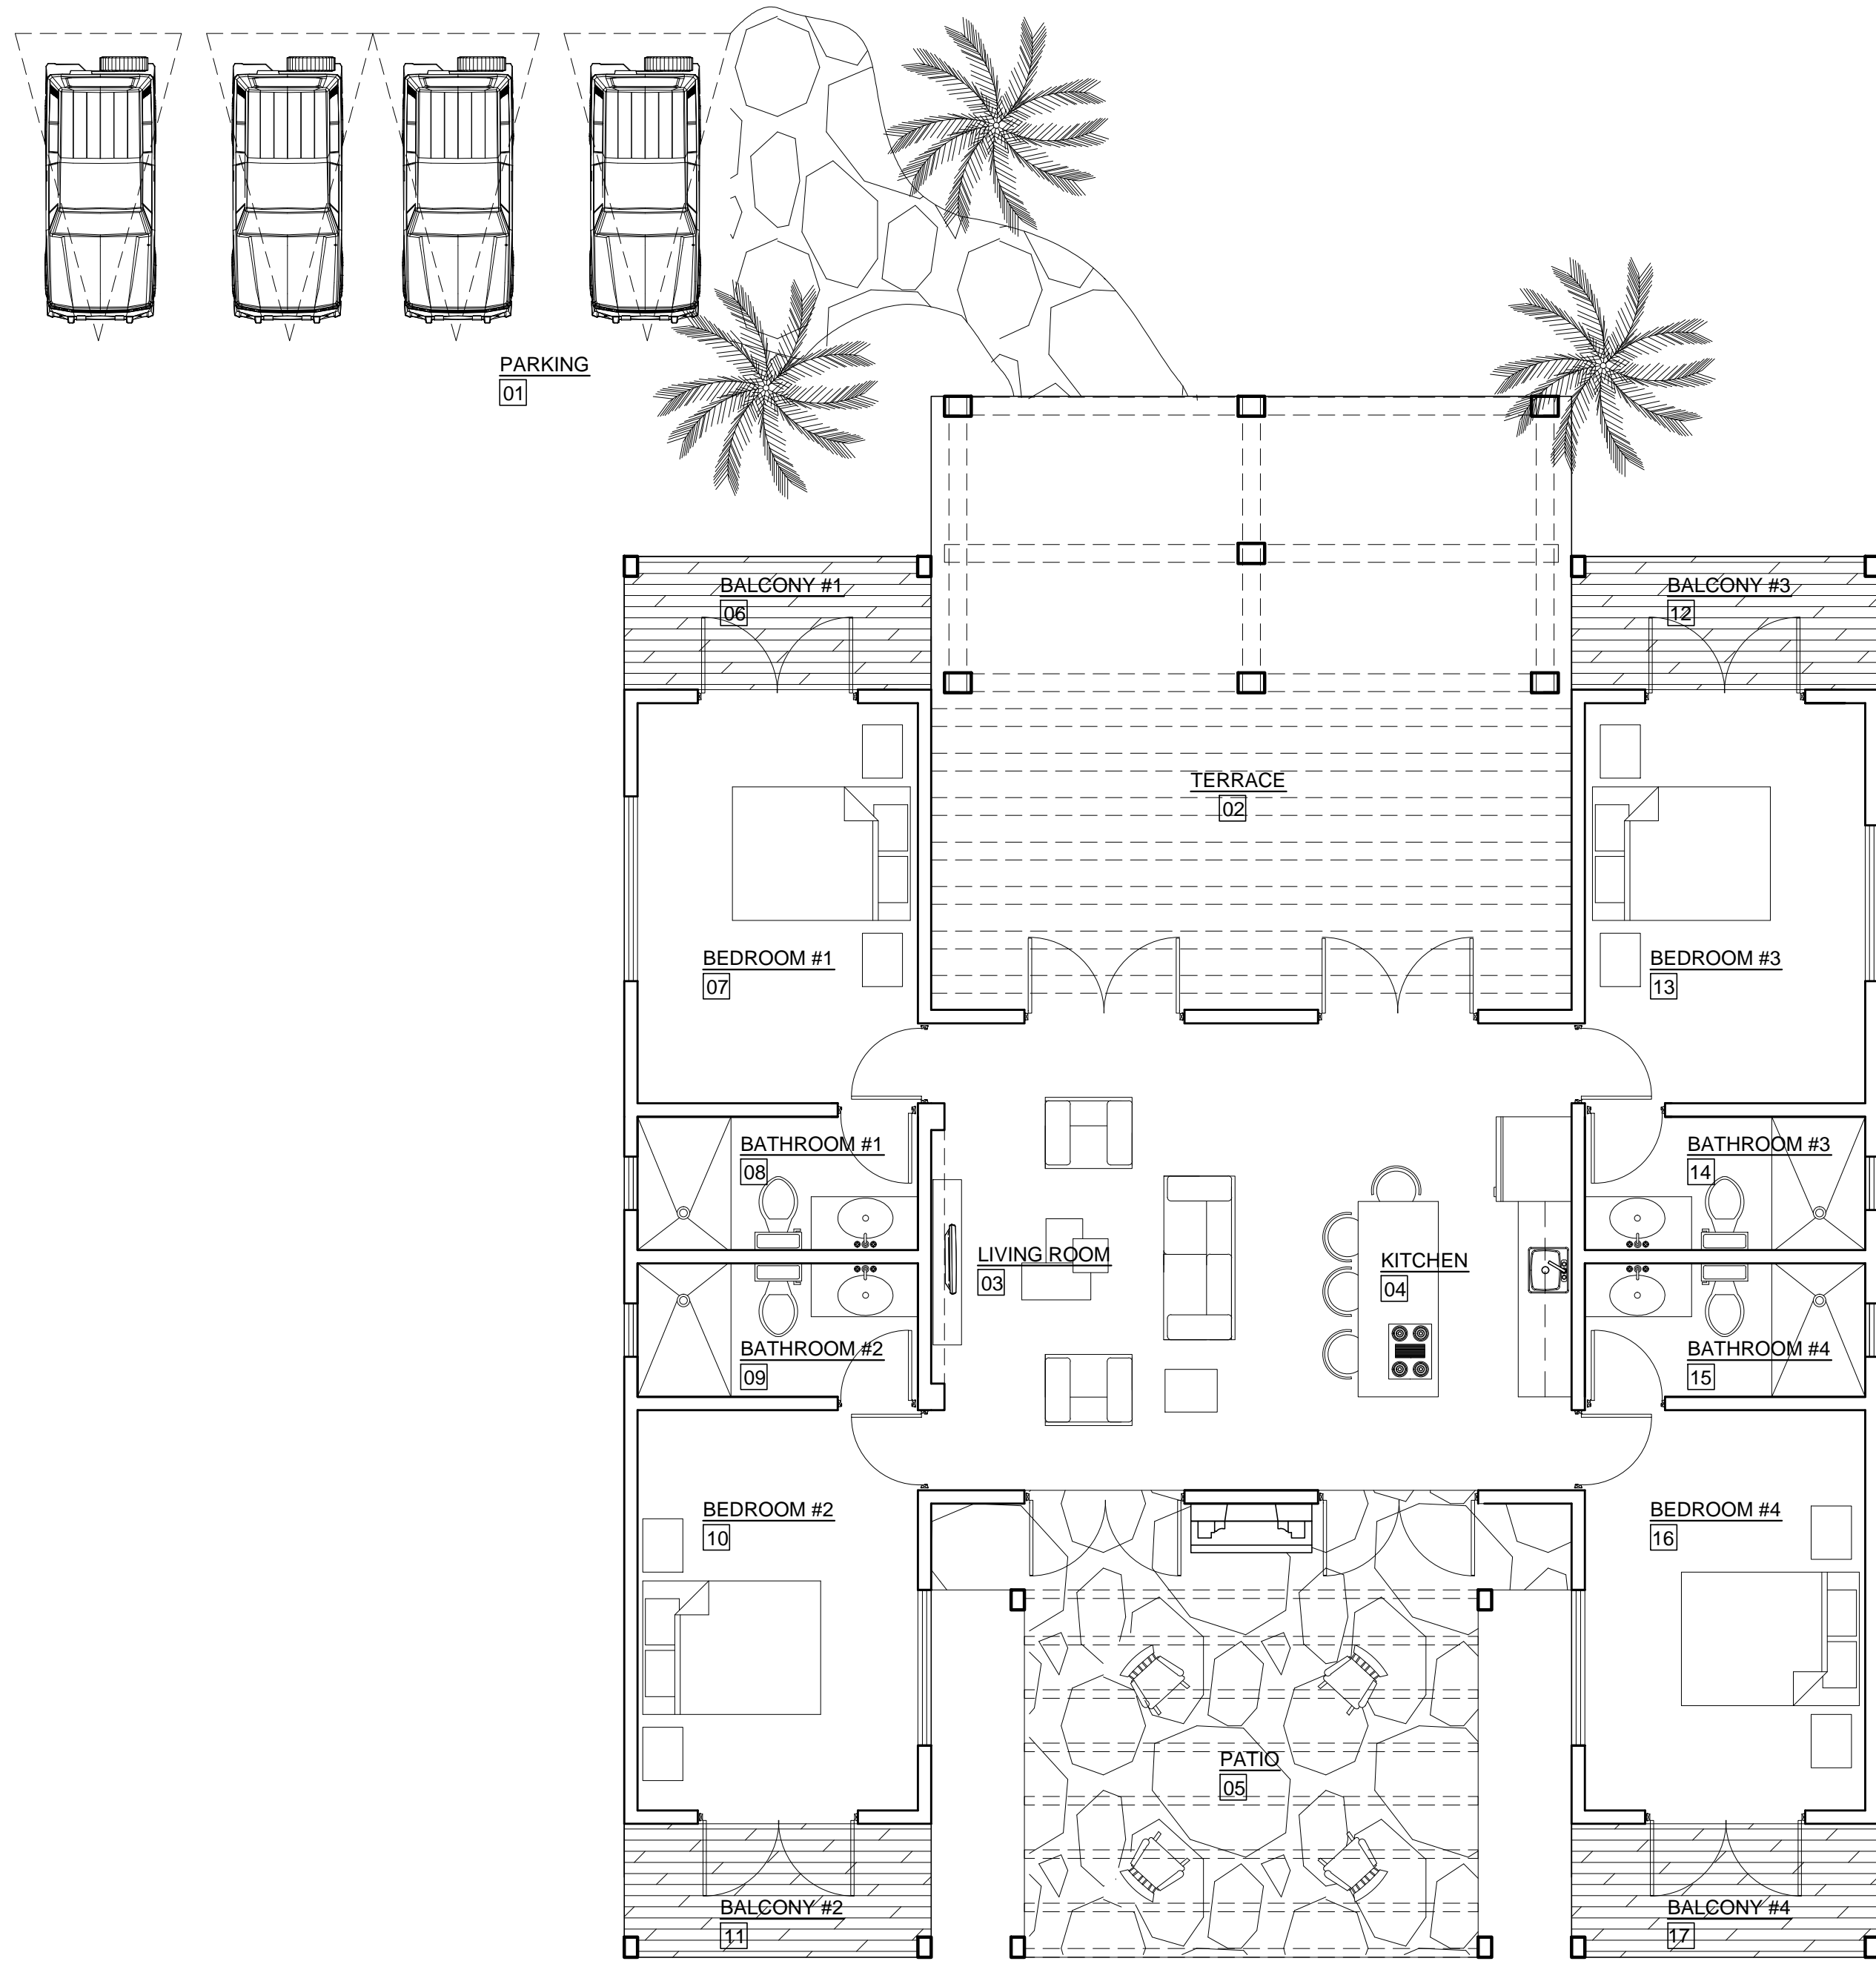 PARKING
01
BALCONY #1
06
BALCONY #3
12
TERRACE
02
BEDROOM #1
07
BEDROOM #3
13
BATHROOM #1
08
BATHROOM #3
14
LIVING ROOM
03
KITCHEN
04
BATHROOM #2
09
BATHROOM #4
15
BEDROOM #2
10
BEDROOM #4
16
PATIO
05
BALCONY #2
11
BALCONY #4
17